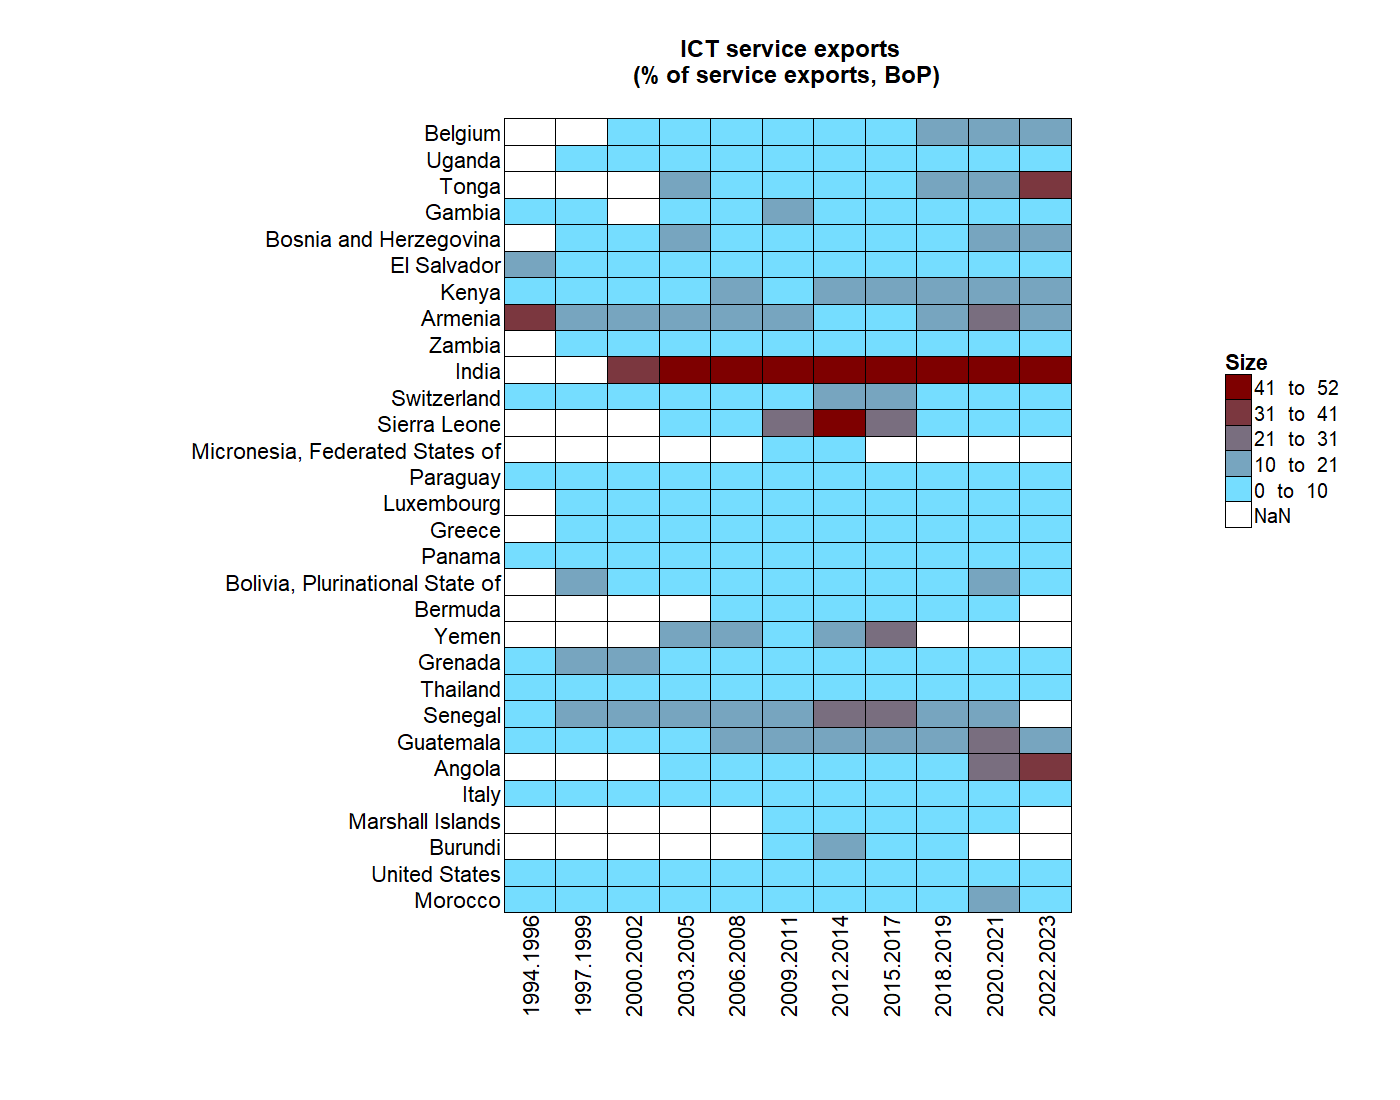 ICT service exports
(% of service exports, BoP)
Belgium
Uganda
Tonga
Gambia
Bosnia and Herzegovina
El Salvador
Kenya
Armenia
Zambia
India
Switzerland
Sierra Leone
Micronesia, Federated States of
Paraguay
Luxembourg
Greece
Panama
Bolivia, Plurinational State of
Bermuda
Yemen
Grenada
Thailand
Senegal
Guatemala
Angola
Italy
Marshall Islands
Burundi
United States
Morocco
1994.1996
1997.1999
2000.2002
2003.2005
2006.2008
2009.2011
2012.2014
2015.2017
2018.2019
2020.2021
2022.2023
Size
41 to 52
31 to 41
21 to 31
10 to 21
0 to 10
NaN